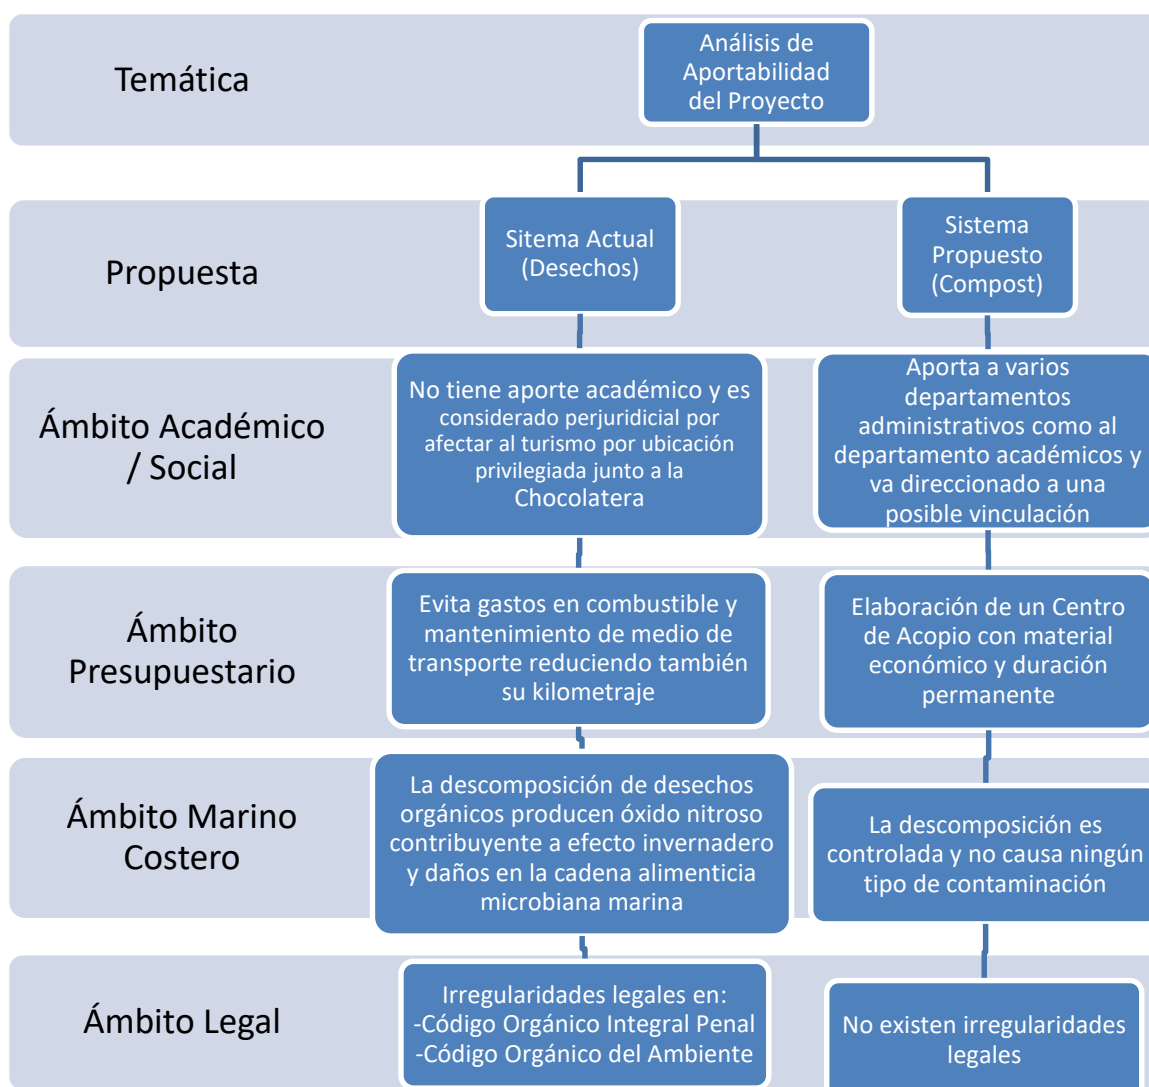 Temática
Análisis de
Aportabilidad
del Proyecto
Propuesta
Sitema Actual
(Desechos)
Sistema
Propuesto
(Compost)
Ámbito Académico
/ Social
No tiene aporte académico y es
considerado perjuridicial por
afectar al turismo por ubicación
privilegiada junto a la
Chocolatera
Aporta a varios
departamentos
administrativos como al
departamento académicos y
va direccionado a una
posible vinculación
Ámbito
Presupuestario
Evita gastos en combustible y
mantenimiento de medio de
transporte reduciendo también
su kilometraje
Elaboración de un Centro
de Acopio con material
económico y duración
permanente
Ámbito Marino
Costero
La descomposición de desechos
orgánicos producen óxido nitroso
contribuyente a efecto invernadero
y daños en la cadena alimenticia
microbiana marina
La descomposición es
controlada y no causa ningún
tipo de contaminación
Ámbito Legal
Irregularidades legales en:
-Código Orgánico Integral Penal
-Código Orgánico del Ambiente
No existen irregularidades
legales